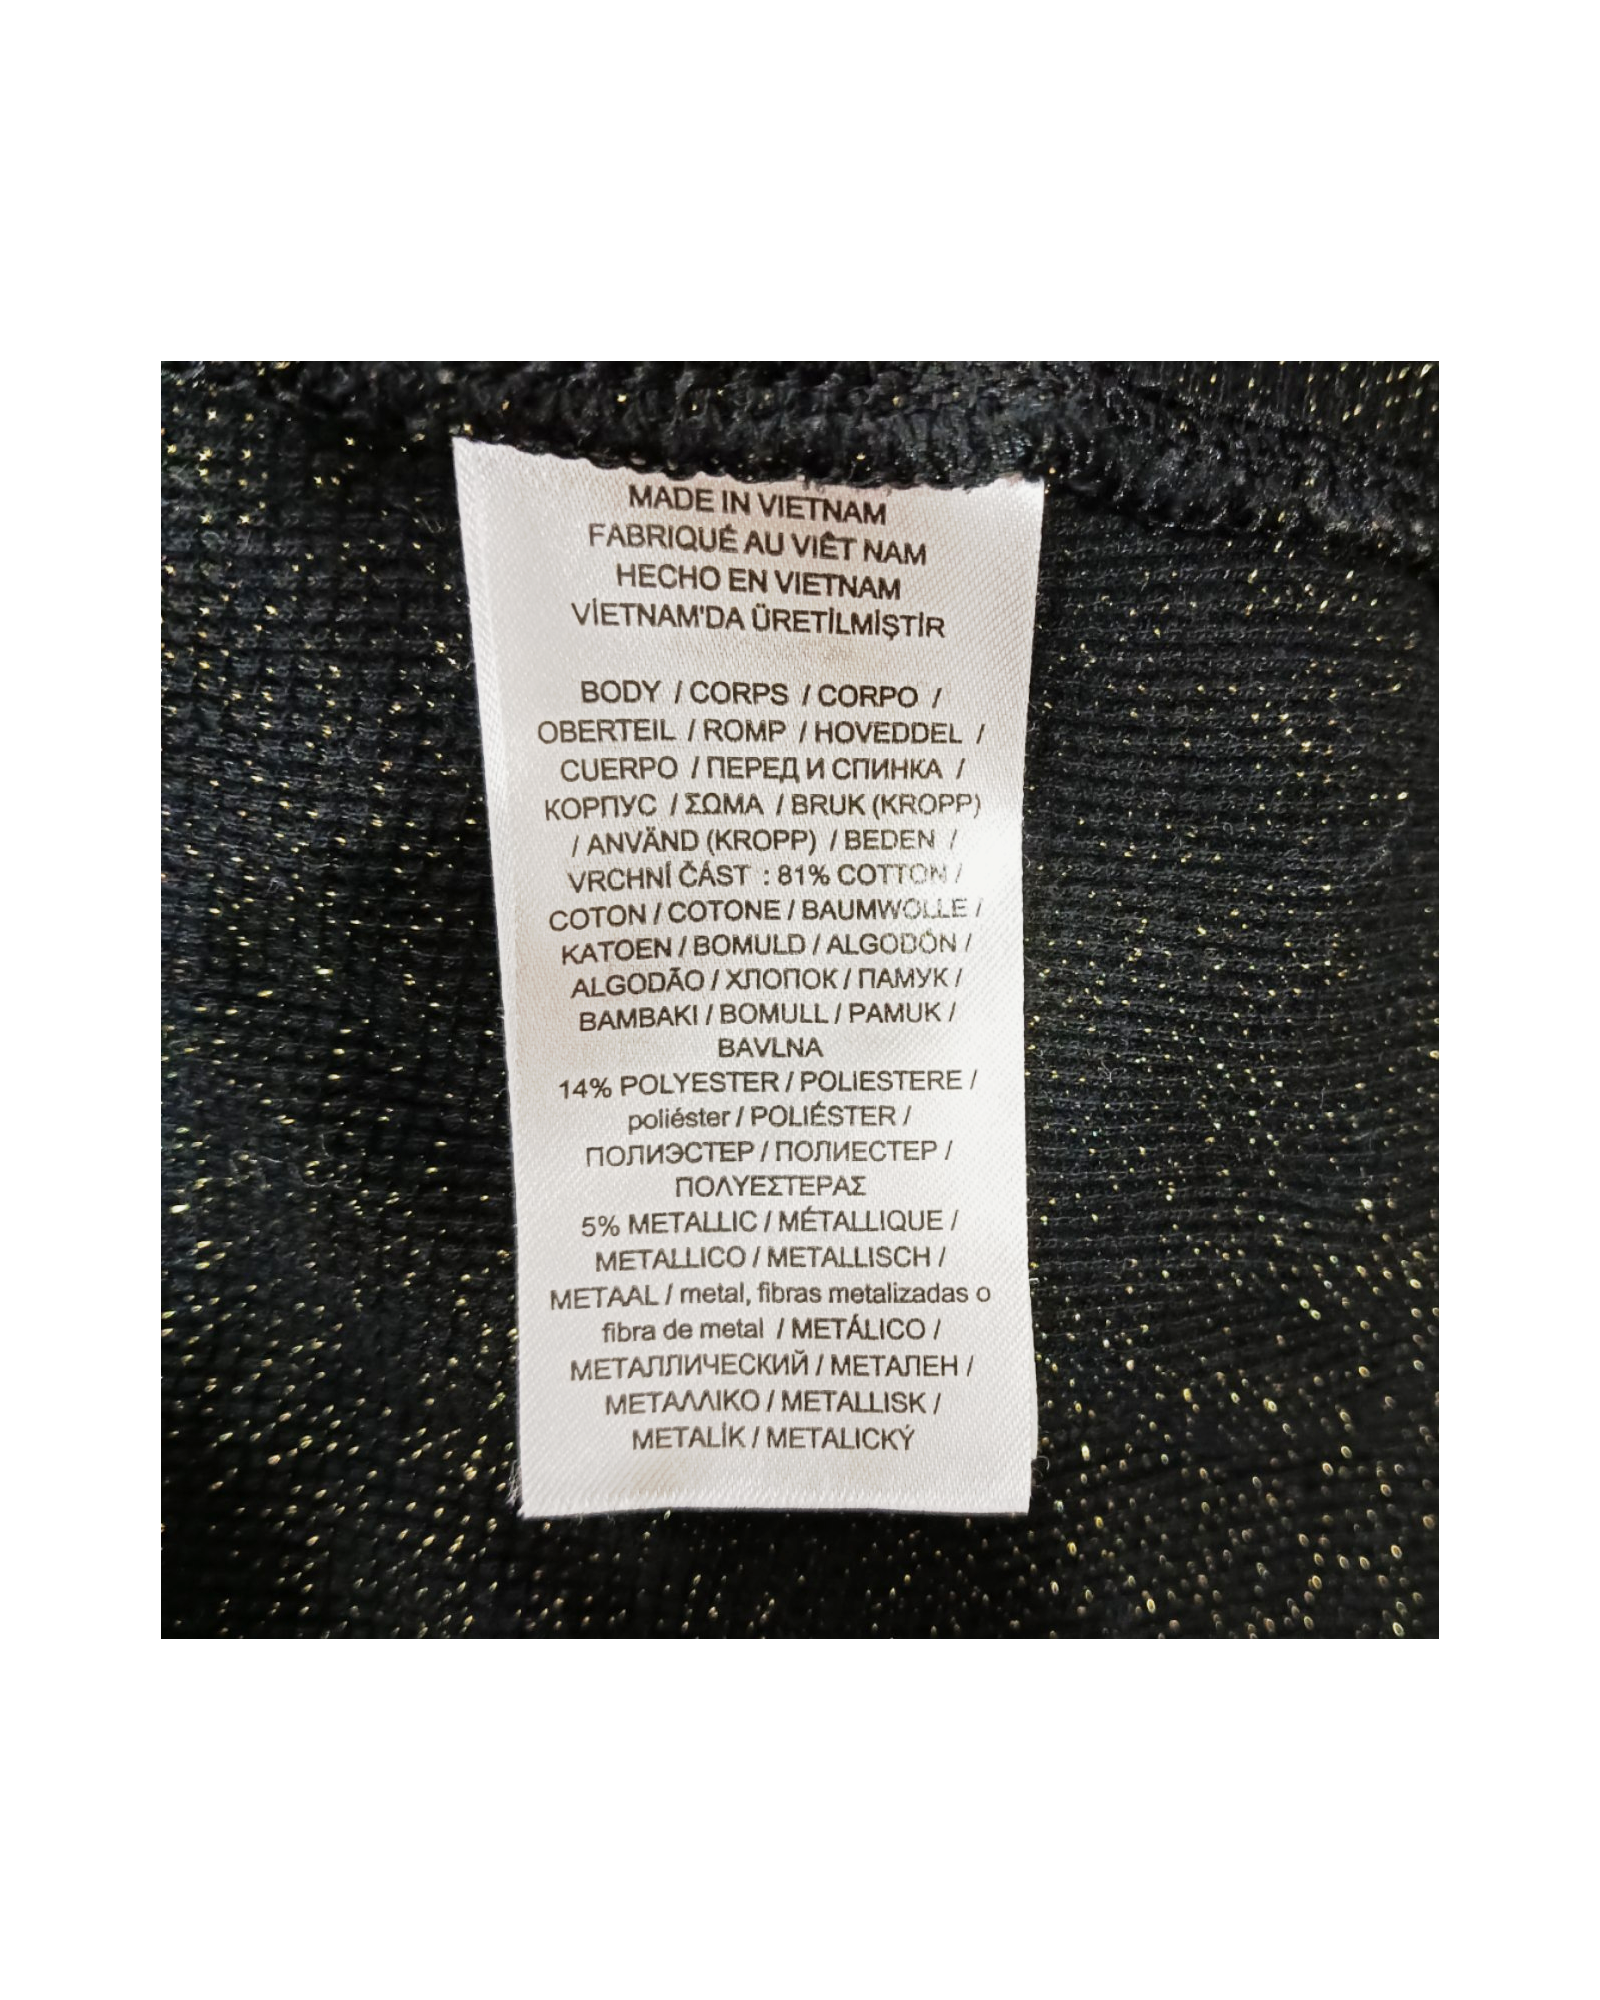 MADE IN VIETNAM
FABRIQUÉ AU VIÊT NAM
HECHO EN VIETNAM
VİETNAM'DA ÜRETİLMİŞTİR
BODY / CORPS / CORPO /
OBERTEIL / ROMP / HOVEDDEL /
CUERPO / ПЕРЕД И СПИНКА /
КОРПУС / ΣΩΜΑ / BRUK (KROPP)
/ ANVÄND (KROPP) / BEDEN /
VRCHNÍ ČÁST : 81% COTTON /
COTON / COTONE / BAUMWOLLE /
KATOEN / BOMULD / ALGODÓN /
ALGODÃO / ХЛОПОК / ПАМУК /
BAMBAKI / BOMULL / PAMUK /
BAVLNA
14% POLYESTER / POLIESTERE /
poliéster / POLIÉSTER /
ПОЛИЭСТЕР / ПОЛИЕСТЕР /
ΠΟΛΥΕΣΤΕΡΑΣ
5% METALLIC / MÉTALLIQUE /
METALLICO / METALLISCH /
METAAL / metal, fibras metalizadas o
fibra de metal / METÁLICO /
МЕТАЛЛИЧЕСКИЙ / МЕТАЛЕН /
ΜΕΤΑΛΛΙΚΟ / METALLISK /
METALİK / METALICKÝ